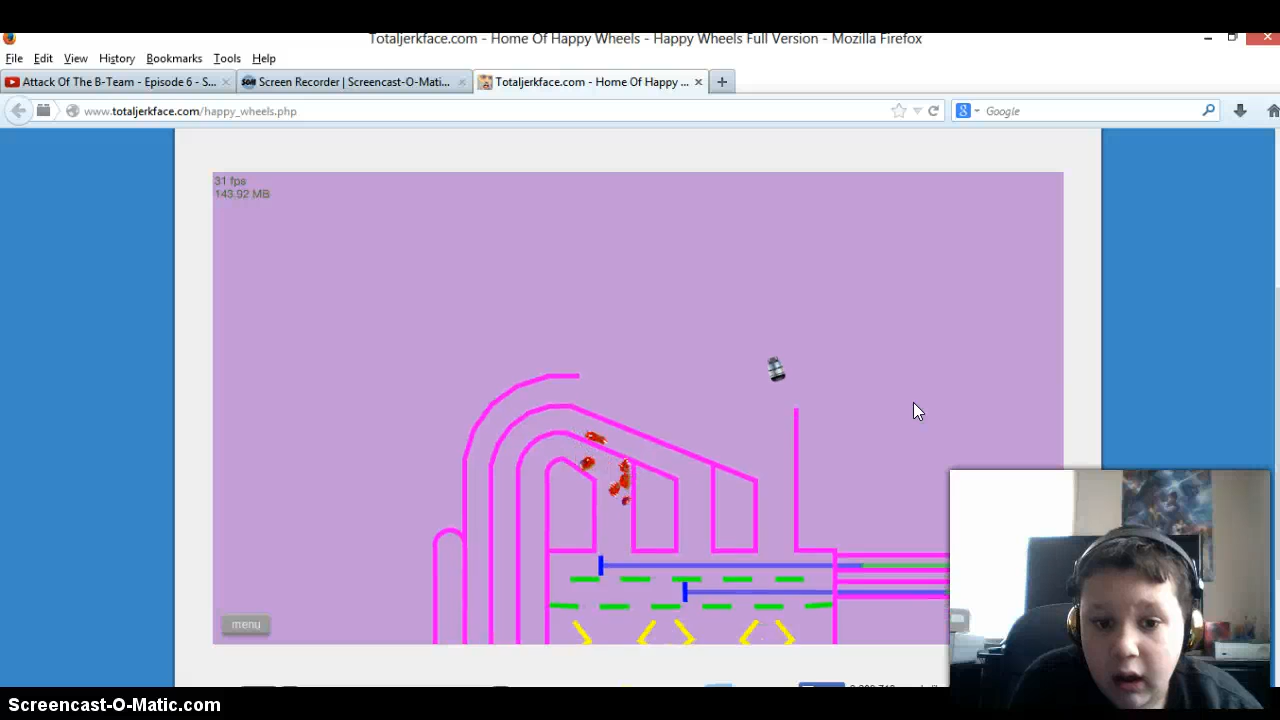 Totaljerkface.com - Home Of Happy Wheels - Happy Wheels Full Version - Mozilla Firefox
File Edit View History Bookmarks Tools Help
Attack Of The B-Team - Episode 6 - S... Screen Recorder | Screencast-O-Mati... Totaljerkface.com - Home Of Happy ...
www.totaljerkface.com/happy_wheels.php Google
31 fps
143.92 MB
menu
Screencast-O-Matic.com